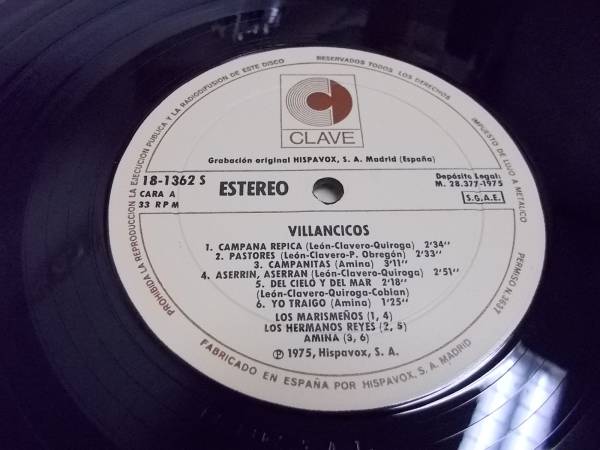 PROHIBIDA LA REPRODUCCION LA EJECUCION PUBLICA Y LA RADIODIFUSION DE ESTE DISCO
RESERVADOS TODOS LOS DERECHOS
IMPUESTO DE LUJO A METALICO
PERMISO N. 3637
CLAVE
Grabación original HISPAVOX, S. A. Madrid (España)
18-1362 S
CARA A
33 RPM
ESTEREO
Depósito Legal:
M. 28.377-1975
S.G.A.E.
VILLANCICOS
1. CAMPANA REPICA (León-Clavero-Quiroga) 2'34"
2. PASTORES (León-Clavero-P. Obregón) 2'33"
3. CAMPANITAS (Amina) 3'11"
4. ASERRIN, ASERRAN (León-Clavero-Quiroga) 2'51"
5. DEL CIELO Y DEL MAR 2'18"
(León-Clavero-Quiroga-Coblan)
6. YO TRAIGO (Amina) 1'25"
LOS MARISMEÑOS (1, 4)
LOS HERMANOS REYES (2, 5)
AMINA (3, 6)
Ⓟ 1975, Hispavox, S. A.
FABRICADO EN ESPAÑA POR HISPAVOX, S. A. MADRID